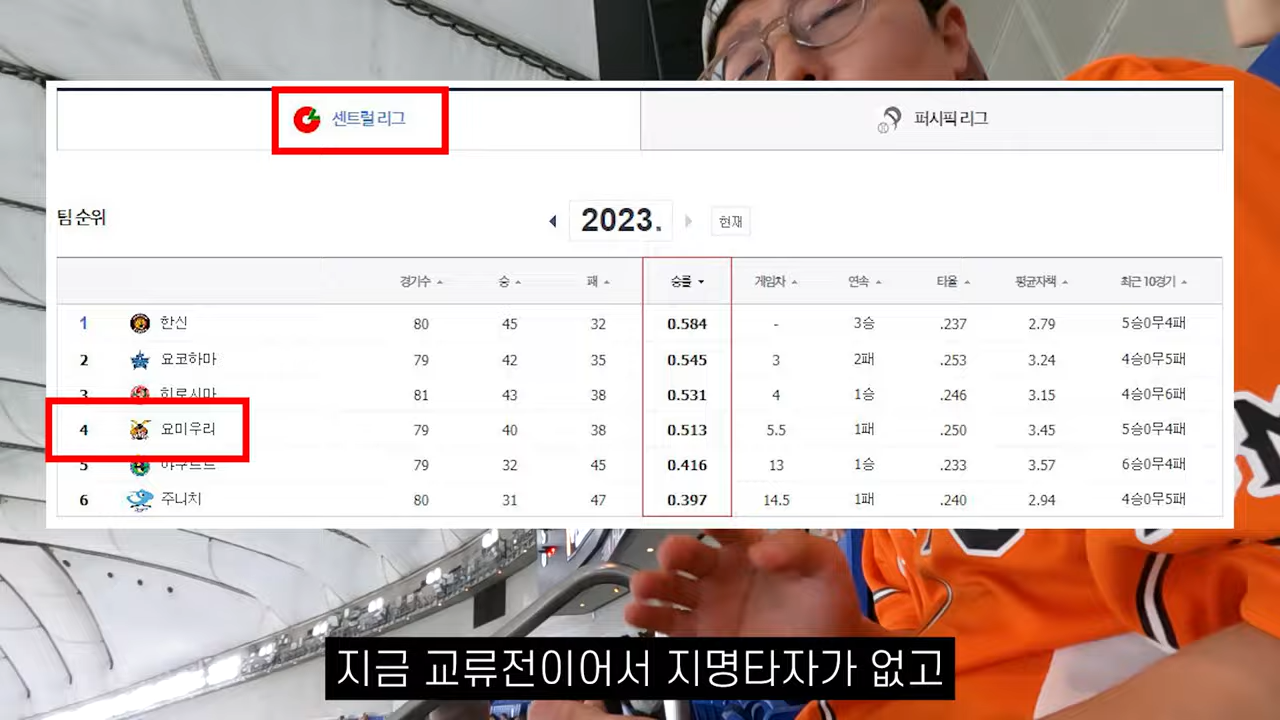 센트럴 리그
퍼시픽 리그
팀 순위
2023.
현재
경기수 승 패 승률 게임차 연속 타율 평균자책 최근 10경기
1 한신 80 45 32 0.584 - 3승 .237 2.79 5승0무4패
2 요코하마 79 42 35 0.545 3 2패 .253 3.24 4승0무5패
3 히로시마 81 43 38 0.531 4 1승 .246 3.15 4승0무6패
4 요미우리 79 40 38 0.513 5.5 1패 .250 3.45 5승0무4패
5 야쿠르트 79 32 45 0.416 13 1승 .233 3.57 6승0무4패
6 주니치 80 31 47 0.397 14.5 1패 .240 2.94 4승0무5패
지금 교류전이어서 지명타자가 없고